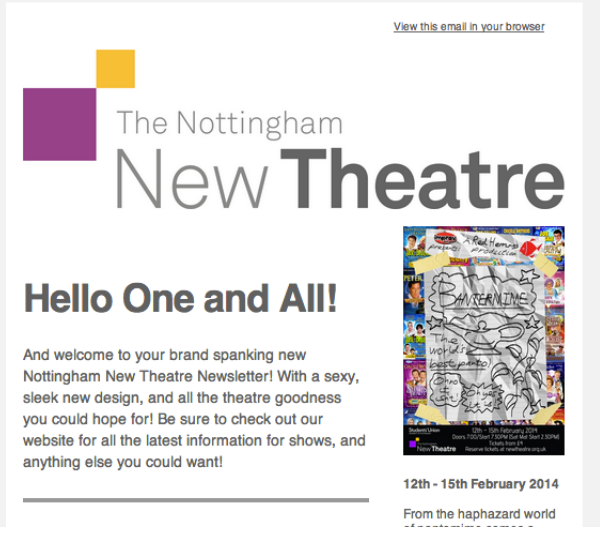 View this email in your browser
The Nottingham
New Theatre
Hello One and All!
And welcome to your brand spanking new
Nottingham New Theatre Newsletter! With a sexy,
sleek new design, and all the theatre goodness
you could hope for! Be sure to check out our
website for all the latest information for shows, and
anything else you could want!
A Red Herring
production
BANTERMIME
The
world's
best panto!
Students' Union
New Theatre
12th - 15th February 2014
Doors 7.00/Start 7.30PM (Sat Mat Start 2.30PM)
Tickets from £4
Reserve tickets at newtheatre.org.uk
12th - 15th February 2014
From the haphazard world